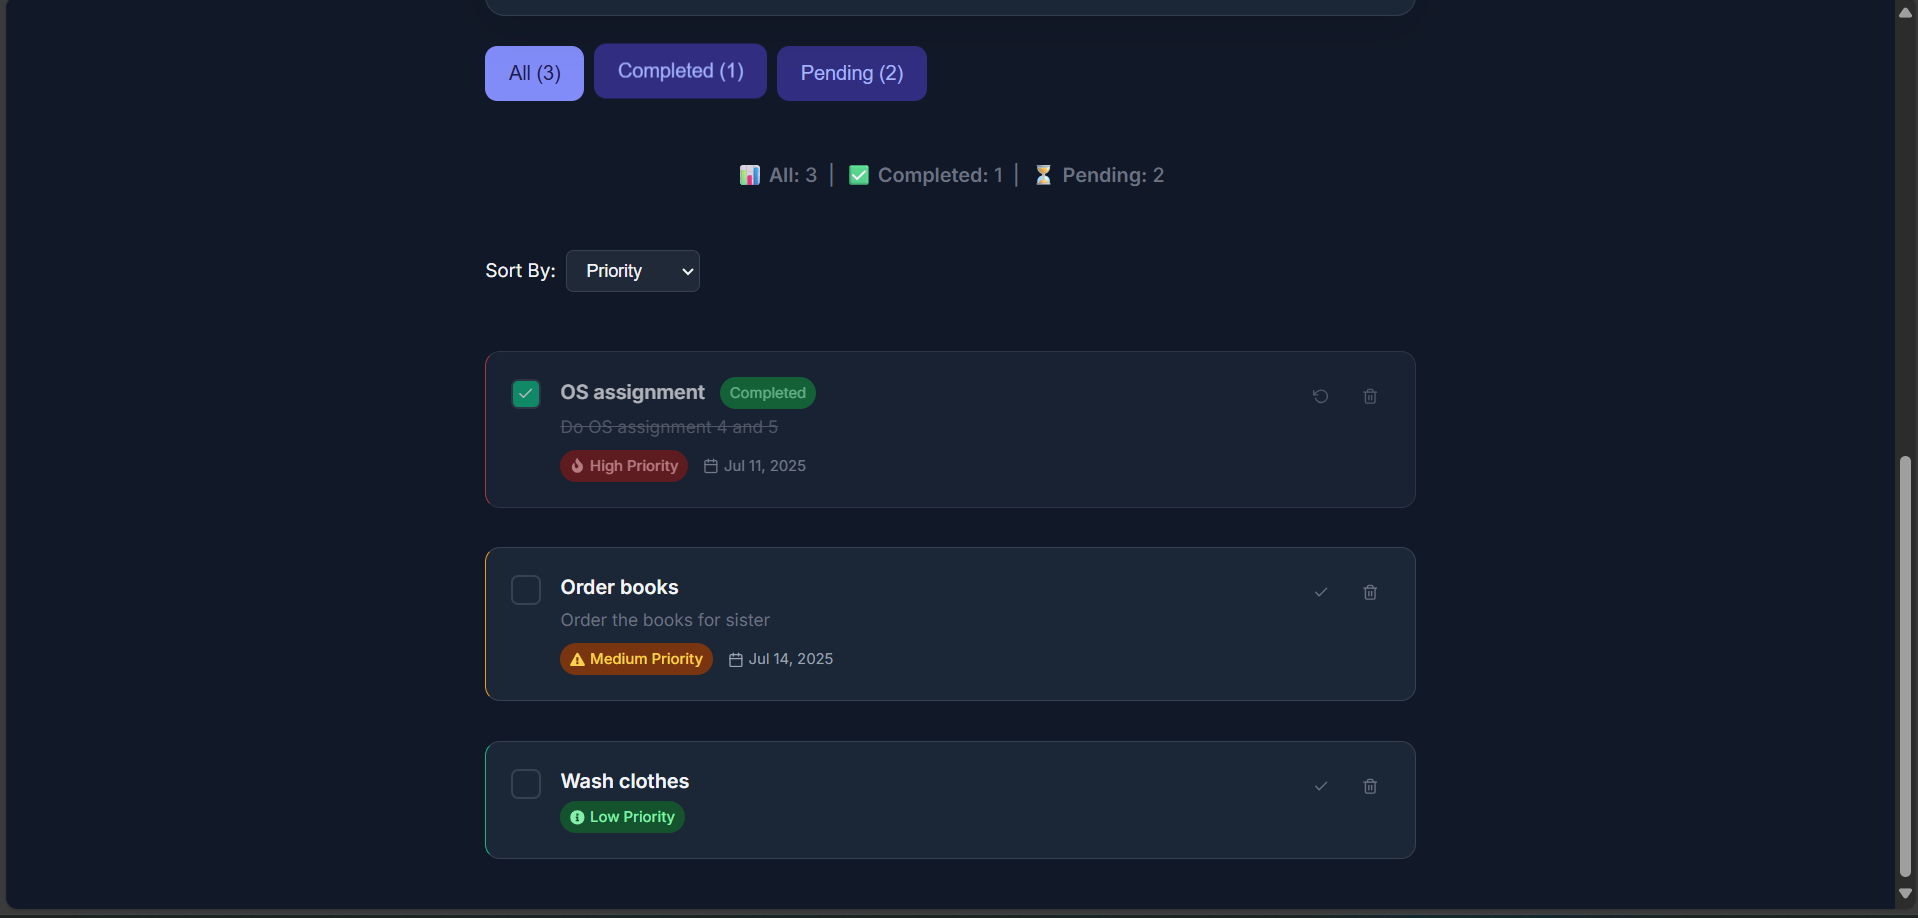 All (3) Completed (1) Pending (2)
📊 All: 3 | ✅ Completed: 1 | ⏳ Pending: 2
Sort By: Priority
OS assignment Completed
Do OS assignment 4 and 5
High Priority Jul 11, 2025
Order books
Order the books for sister
Medium Priority Jul 14, 2025
Wash clothes
Low Priority